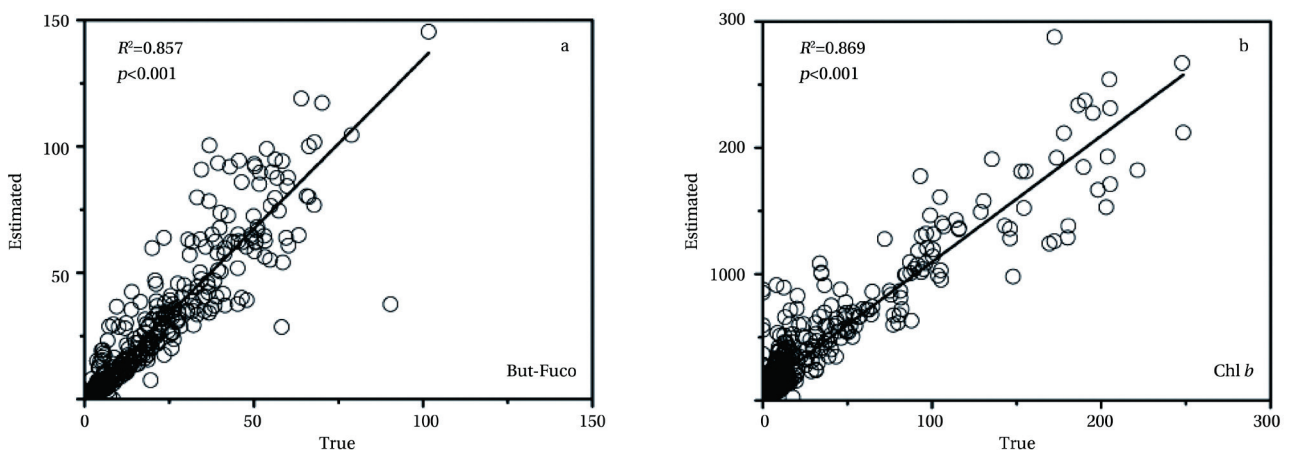 150
R²=0.857
a
p<0.001
100
Estimated
50
But-Fuco
0
50
100
150
True
300
R²=0.869
b
p<0.001
200
Estimated
1000
Chl b
0
100
200
300
True